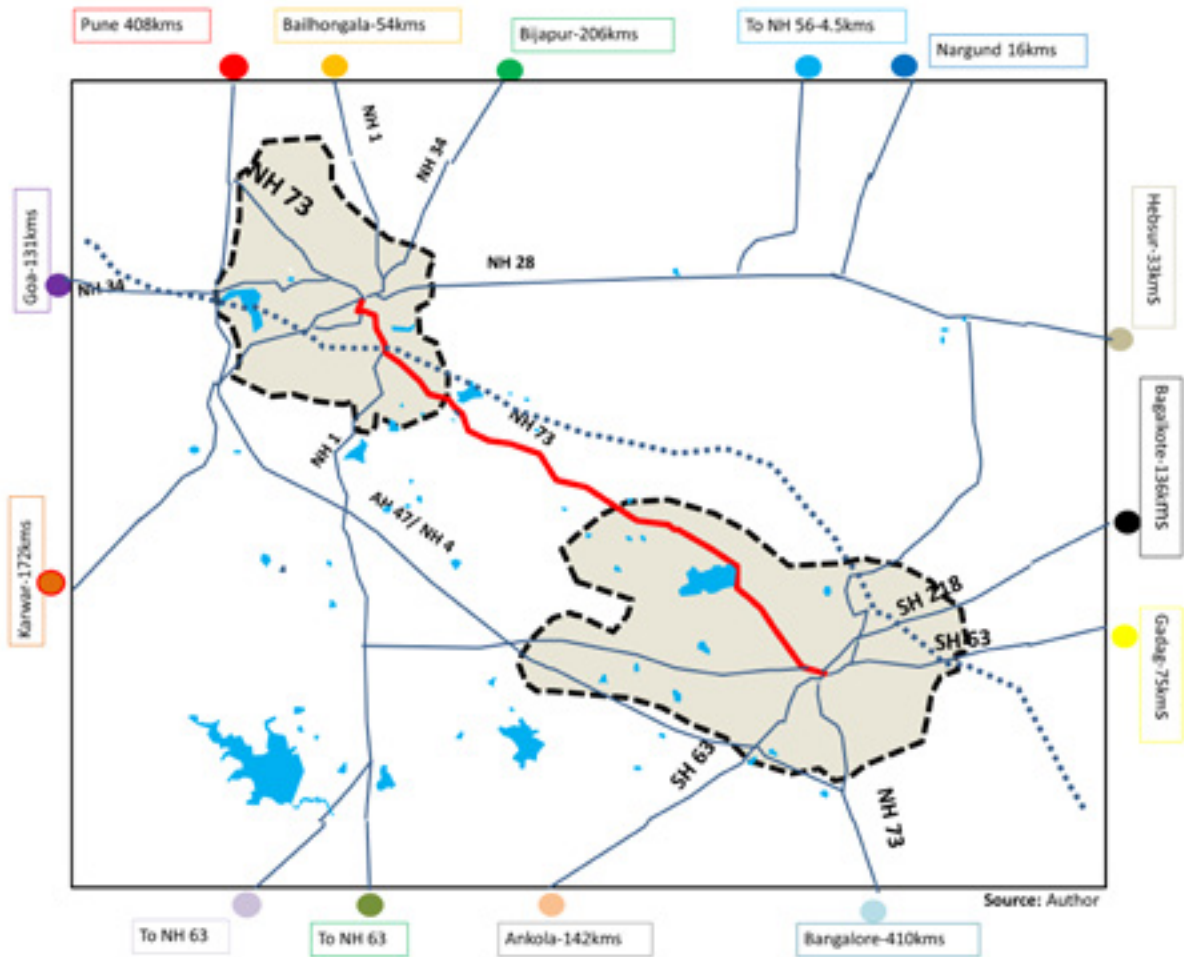 Pune 408kms
Bailhongala-54kms
Bijapur-206kms
To NH 56-4.5kms
Nargund 16kms
NH 1
NH 34
NH 73
Hebsur-33kmS
Goa-131kms
NH 34
NH 28
Bagalkote-136kms
NH 73
NH 1
AH 47/ NH 4
Karwar-172kms
SH 218
SH 63
Gadag-75kmS
SH 63
NH 73
Source: Author
To NH 63
To NH 63
Ankola-142kms
Bangalore-410kms